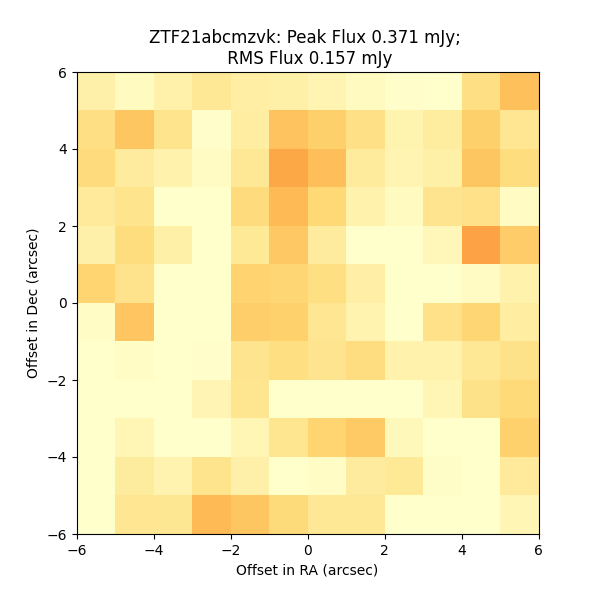 ZTF21abcmzvk: Peak Flux 0.371 mJy;
RMS Flux 0.157 mJy
6
4
2
0
−2
−4
−6
Offset in Dec (arcsec)
−6 −4 −2 0 2 4 6
Offset in RA (arcsec)